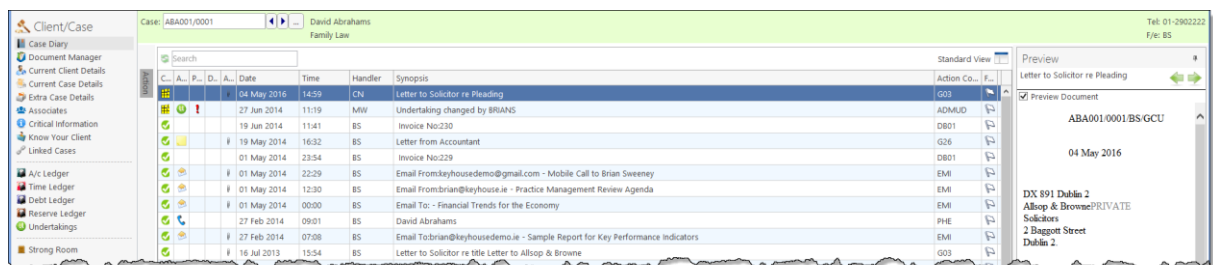 Client/Case
Case Diary
Document Manager
Current Client Details
Current Case Details
Extra Case Details
Associates
Critical Information
Know Your Client
Linked Cases
A/c Ledger
Time Ledger
Debt Ledger
Reserve Ledger
Undertakings
Strong Room
Case: ABA001/0001 ... David Abrahams
Family Law
Tel: 01-2902222
F/e: BS
Action
Search
Standard View
C... A... P... D... A... Date Time Handler Synopsis Action Co... F...
04 May 2016 14:59 CN Letter to Solicitor re Pleading G03
27 Jun 2014 11:19 MW Undertaking changed by BRIANS ADMUD
19 Jun 2014 11:41 BS Invoice No:230 DB01
19 May 2014 16:32 BS Letter from Accountant G26
01 May 2014 23:54 BS Invoice No:229 DB01
01 May 2014 22:29 BS Email From:keyhousedemo@gmail.com - Mobile Call to Brian Sweeney EMI
01 May 2014 12:30 BS Email From:brian@keyhouse.ie - Practice Management Review Agenda EMI
01 May 2014 00:00 BS Email To: - Financial Trends for the Economy EMI
27 Feb 2014 09:01 BS David Abrahams PHE
27 Feb 2014 07:08 BS Email To:brian@keyhousedemo.ie - Sample Report for Key Performance Indicators EMI
16 Jul 2013 15:54 BS Letter to Solicitor re title Letter to Allsop & Browne G03
Preview
Letter to Solicitor re Pleading
Preview Document
ABA001/0001/BS/GCU
04 May 2016
DX 891 Dublin 2
Allsop & BrownePRIVATE
Solicitors
2 Baggott Street
Dublin 2.